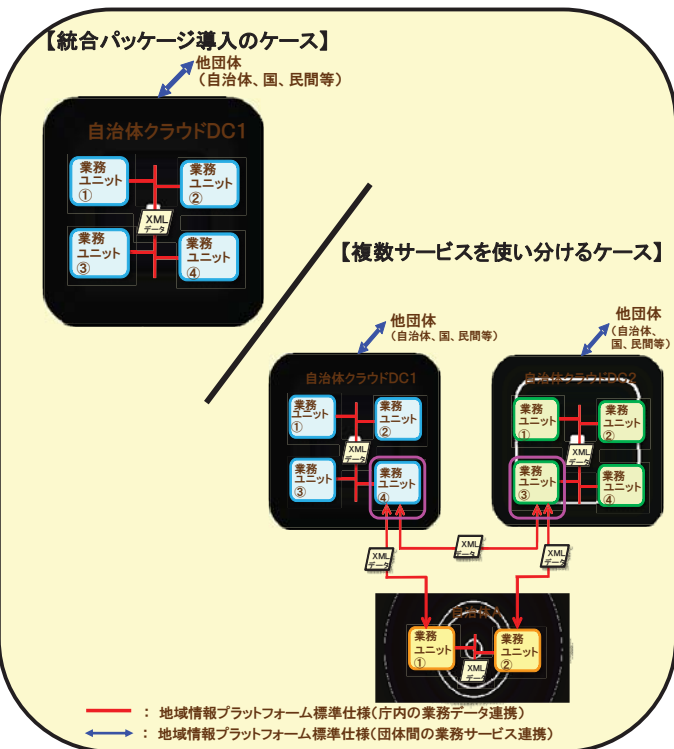 【統合パッケージ導入のケース】
他団体
（自治体、国、民間等）
自治体クラウドDC1
業務
ユニット
①
業務
ユニット
②
XML
データ
業務
ユニット
③
業務
ユニット
④
【複数サービスを使い分けるケース】
他団体
（自治体、国、民間等）
他団体
（自治体、
国、民間等）
自治体クラウドDC1
業務
ユニット
①
業務
ユニット
②
XML
データ
業務
ユニット
③
業務
ユニット
④
自治体クラウドDC2
業務
ユニット
①
業務
ユニット
②
XML
データ
業務
ユニット
③
業務
ユニット
④
XML
データ
XML
データ
XML
データ
自治体A
業務
ユニット
①
業務
ユニット
②
XML
データ
： 地域情報プラットフォーム標準仕様（庁内の業務データ連携）
： 地域情報プラットフォーム標準仕様（団体間の業務サービス連携）